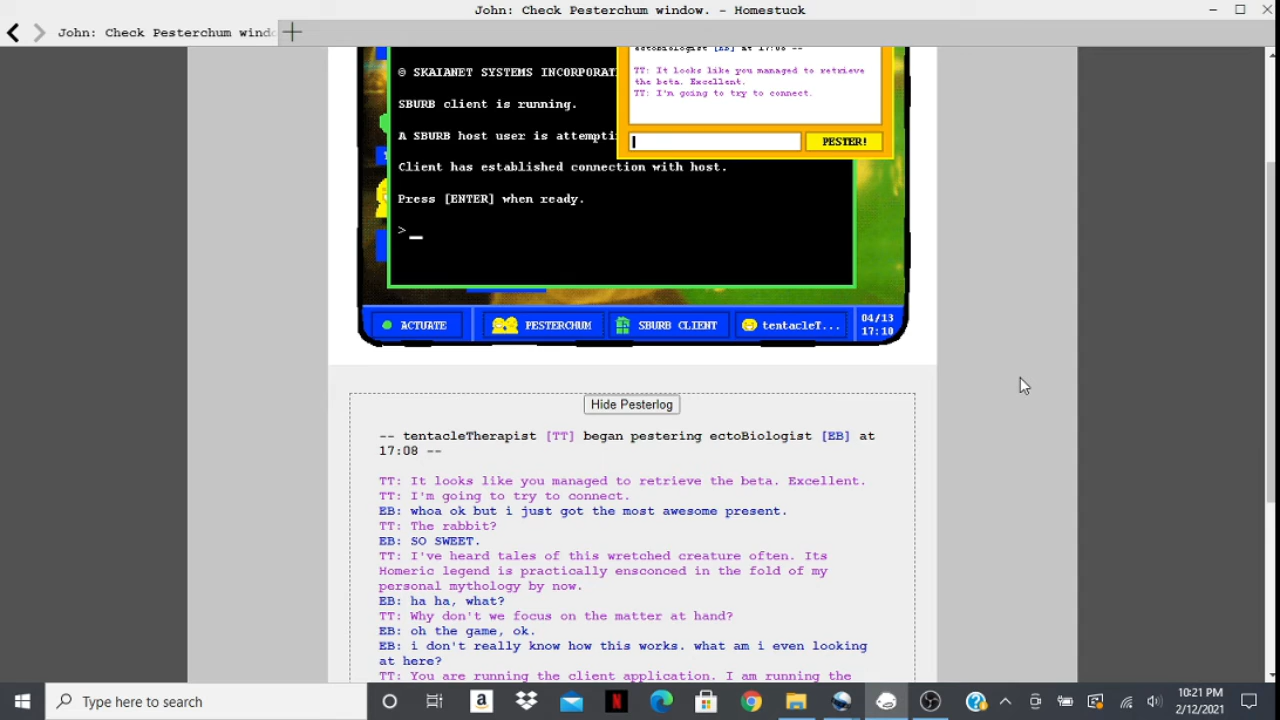 John: Check Pesterchum window. - Homestuck
John: Check Pesterchum windo
ectoBiologist [EB] at 17:08 --
© SKAIANET SYSTEMS INCORPORAT
TT: It looks like you managed to retrieve
the beta. Excellent.
TT: I'm going to try to connect.
SBURB client is running.
A SBURB host user is attempti
PESTER!
Client has established connection with host.
Press [ENTER] when ready.
>
ACTUATE
PESTERCHUM
SBURB CLIENT
tentacleT...
04/13
17:10
Hide Pesterlog
-- tentacleTherapist [TT] began pestering ectoBiologist [EB] at
17:08 --
TT: It looks like you managed to retrieve the beta. Excellent.
TT: I'm going to try to connect.
EB: whoa ok but i just got the most awesome present.
TT: The rabbit?
EB: SO SWEET.
TT: I've heard tales of this wretched creature often. Its
Homeric legend is practically ensconced in the fold of my
personal mythology by now.
EB: ha ha, what?
TT: Why don't we focus on the matter at hand?
EB: oh the game, ok.
EB: i don't really know how this works. what am i even looking
at here?
TT: You are running the client application. I am running the
Type here to search
10:21 PM
2/12/2021